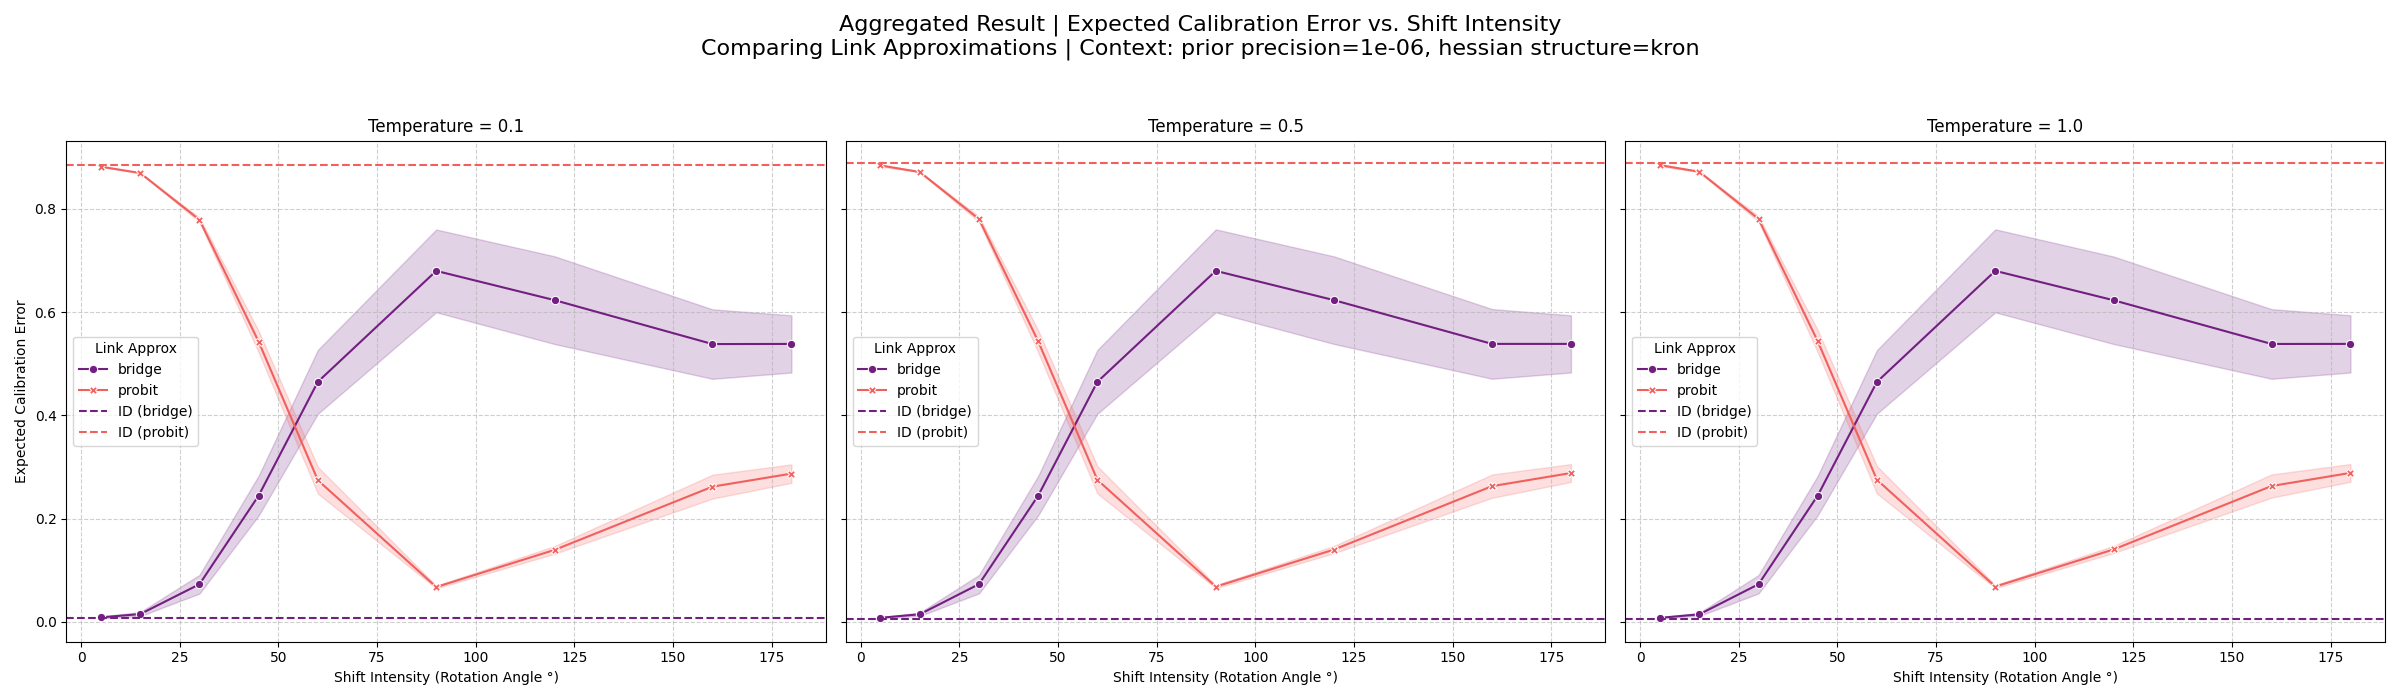 Aggregated Result | Expected Calibration Error vs. Shift Intensity
Comparing Link Approximations | Context: prior precision=1e-06, hessian structure=kron
Temperature = 0.1
Expected Calibration Error
0.8
0.6
0.4
0.2
0.0
Link Approx
bridge
probit
ID (bridge)
ID (probit)
0 25 50 75 100 125 150 175
Shift Intensity (Rotation Angle °)
Temperature = 0.5
Link Approx
bridge
probit
ID (bridge)
ID (probit)
0 25 50 75 100 125 150 175
Shift Intensity (Rotation Angle °)
Temperature = 1.0
Link Approx
bridge
probit
ID (bridge)
ID (probit)
0 25 50 75 100 125 150 175
Shift Intensity (Rotation Angle °)